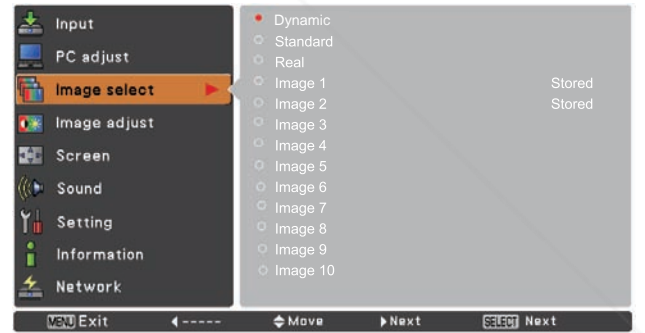 Input
PC adjust
Image select
Image adjust
Screen
Sound
Setting
Information
Network
Dynamic
Standard
Real
Image 1 Stored
Image 2 Stored
Image 3
Image 4
Image 5
Image 6
Image 7
Image 8
Image 9
Image 10
MENU Exit ----- Move Next SELECT Next